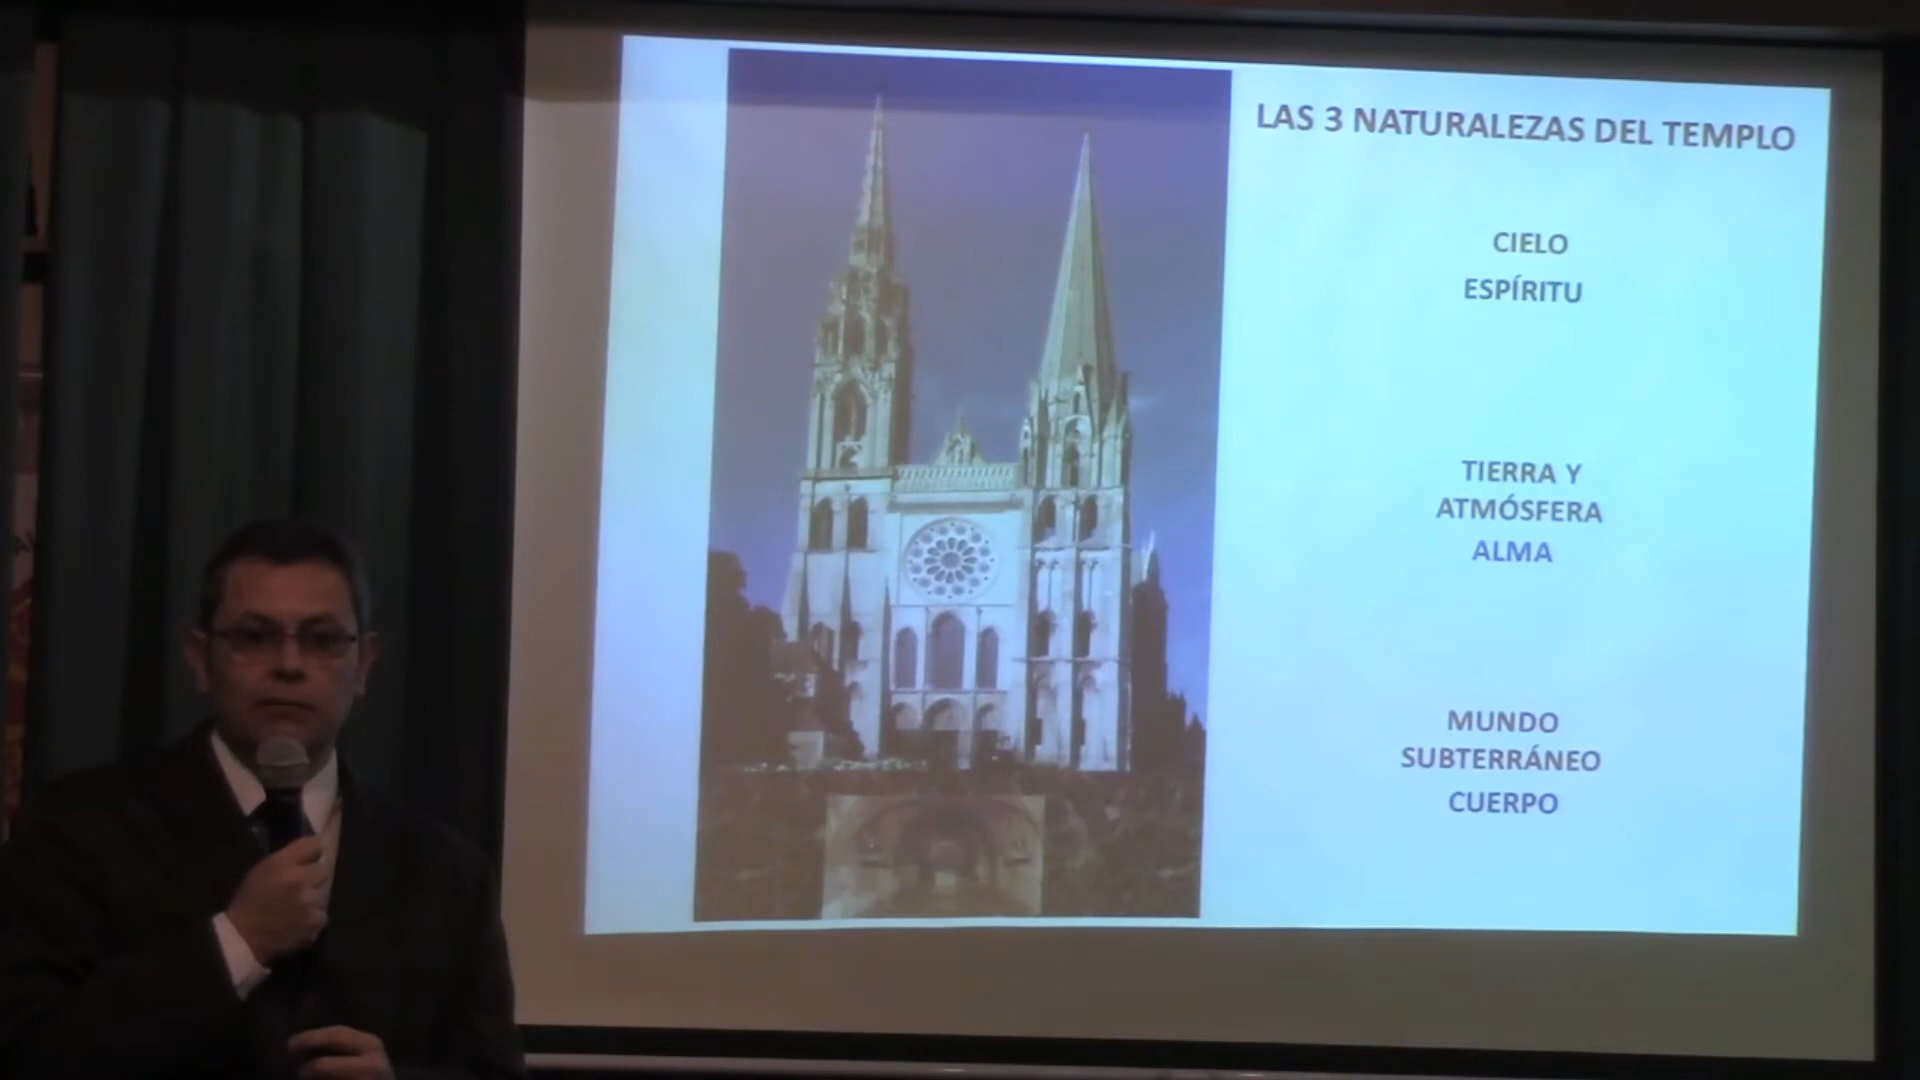 LAS 3 NATURALEZAS DEL TEMPLO
CIELO
ESPÍRITU
TIERRA Y
ATMÓSFERA
ALMA
MUNDO
SUBTERRÁNEO
CUERPO